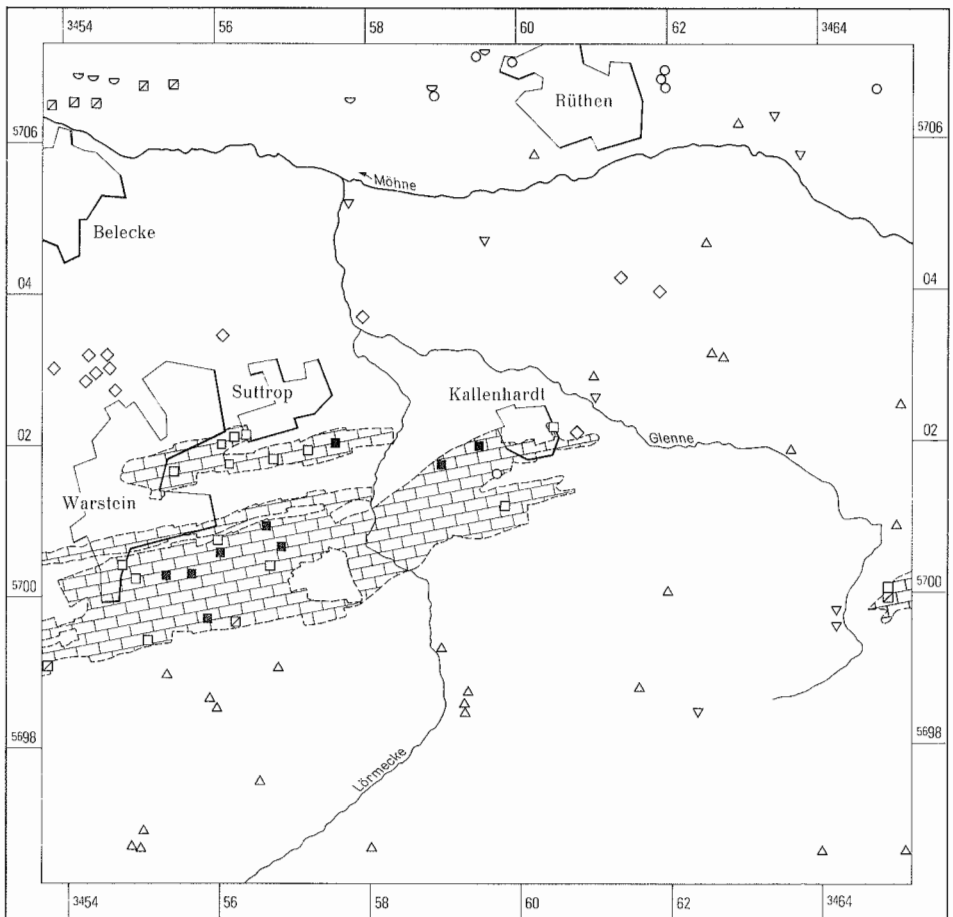 3454 56 58 60 62 3464
5706 5706
Rüthen
Möhne
Belecke
04 04
Suttrop
Kallenhardt
02 02
Glenne
Warstein
5700 5700
5698 5698
Lörmecke
3454 56 58 60 62 3464